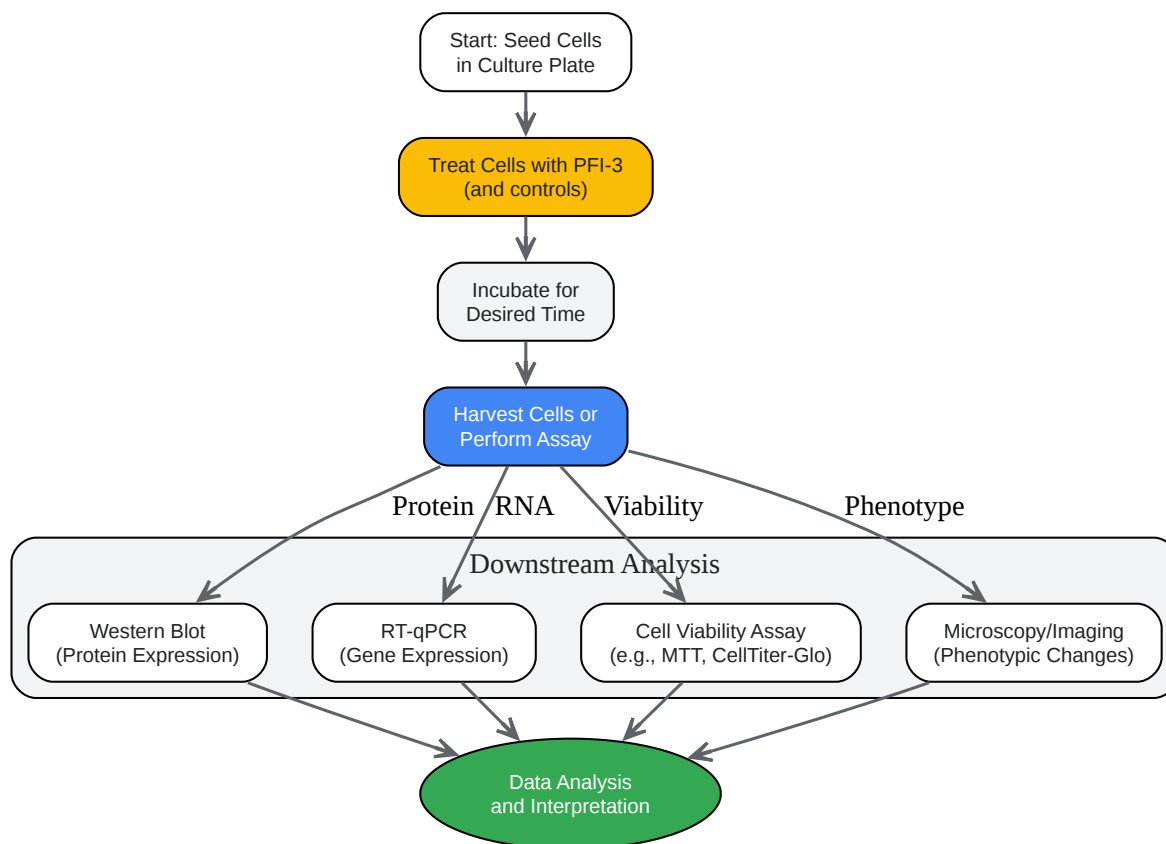 Start: Seed Cells
in Culture Plate
Treat Cells with PFI-3
(and controls)
Incubate for
Desired Time
Harvest Cells or
Perform Assay
Protein
RNA
Viability
Phenotype
Downstream Analysis
Western Blot
(Protein Expression)
RT-qPCR
(Gene Expression)
Cell Viability Assay
(e.g., MTT, CellTiter-Glo)
Microscopy/Imaging
(Phenotypic Changes)
Data Analysis
and Interpretation